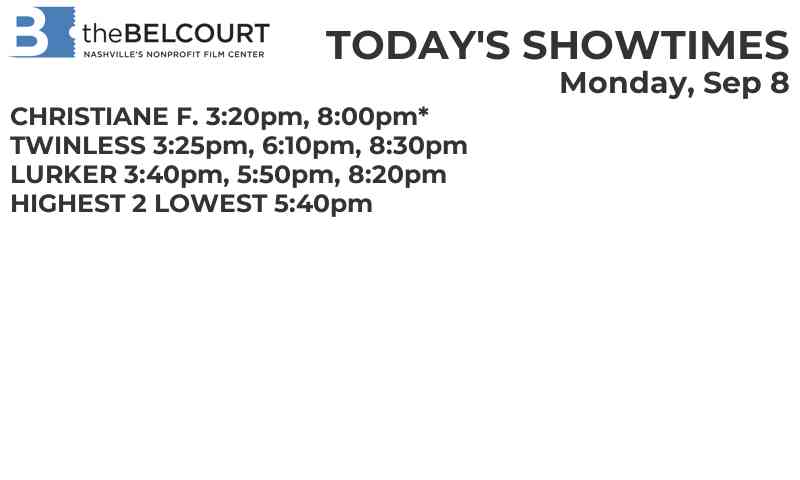 B theBELCOURT
NASHVILLE'S NONPROFIT FILM CENTER
TODAY'S SHOWTIMES
Monday, Sep 8
CHRISTIANE F. 3:20pm, 8:00pm*
TWINLESS 3:25pm, 6:10pm, 8:30pm
LURKER 3:40pm, 5:50pm, 8:20pm
HIGHEST 2 LOWEST 5:40pm